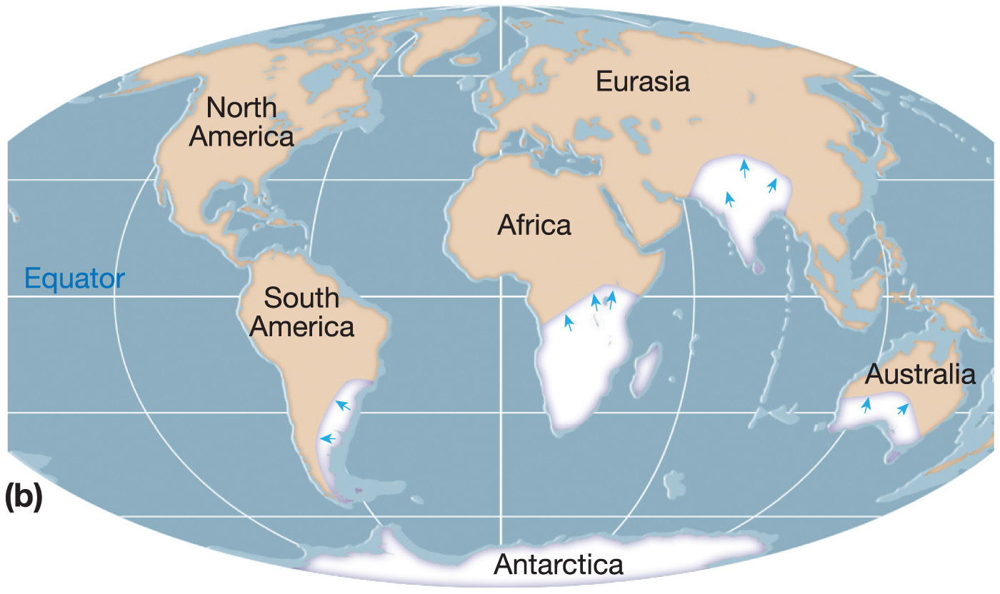 Eurasia
North
America
Africa
Equator
South
America
Australia
(b)
Antarctica